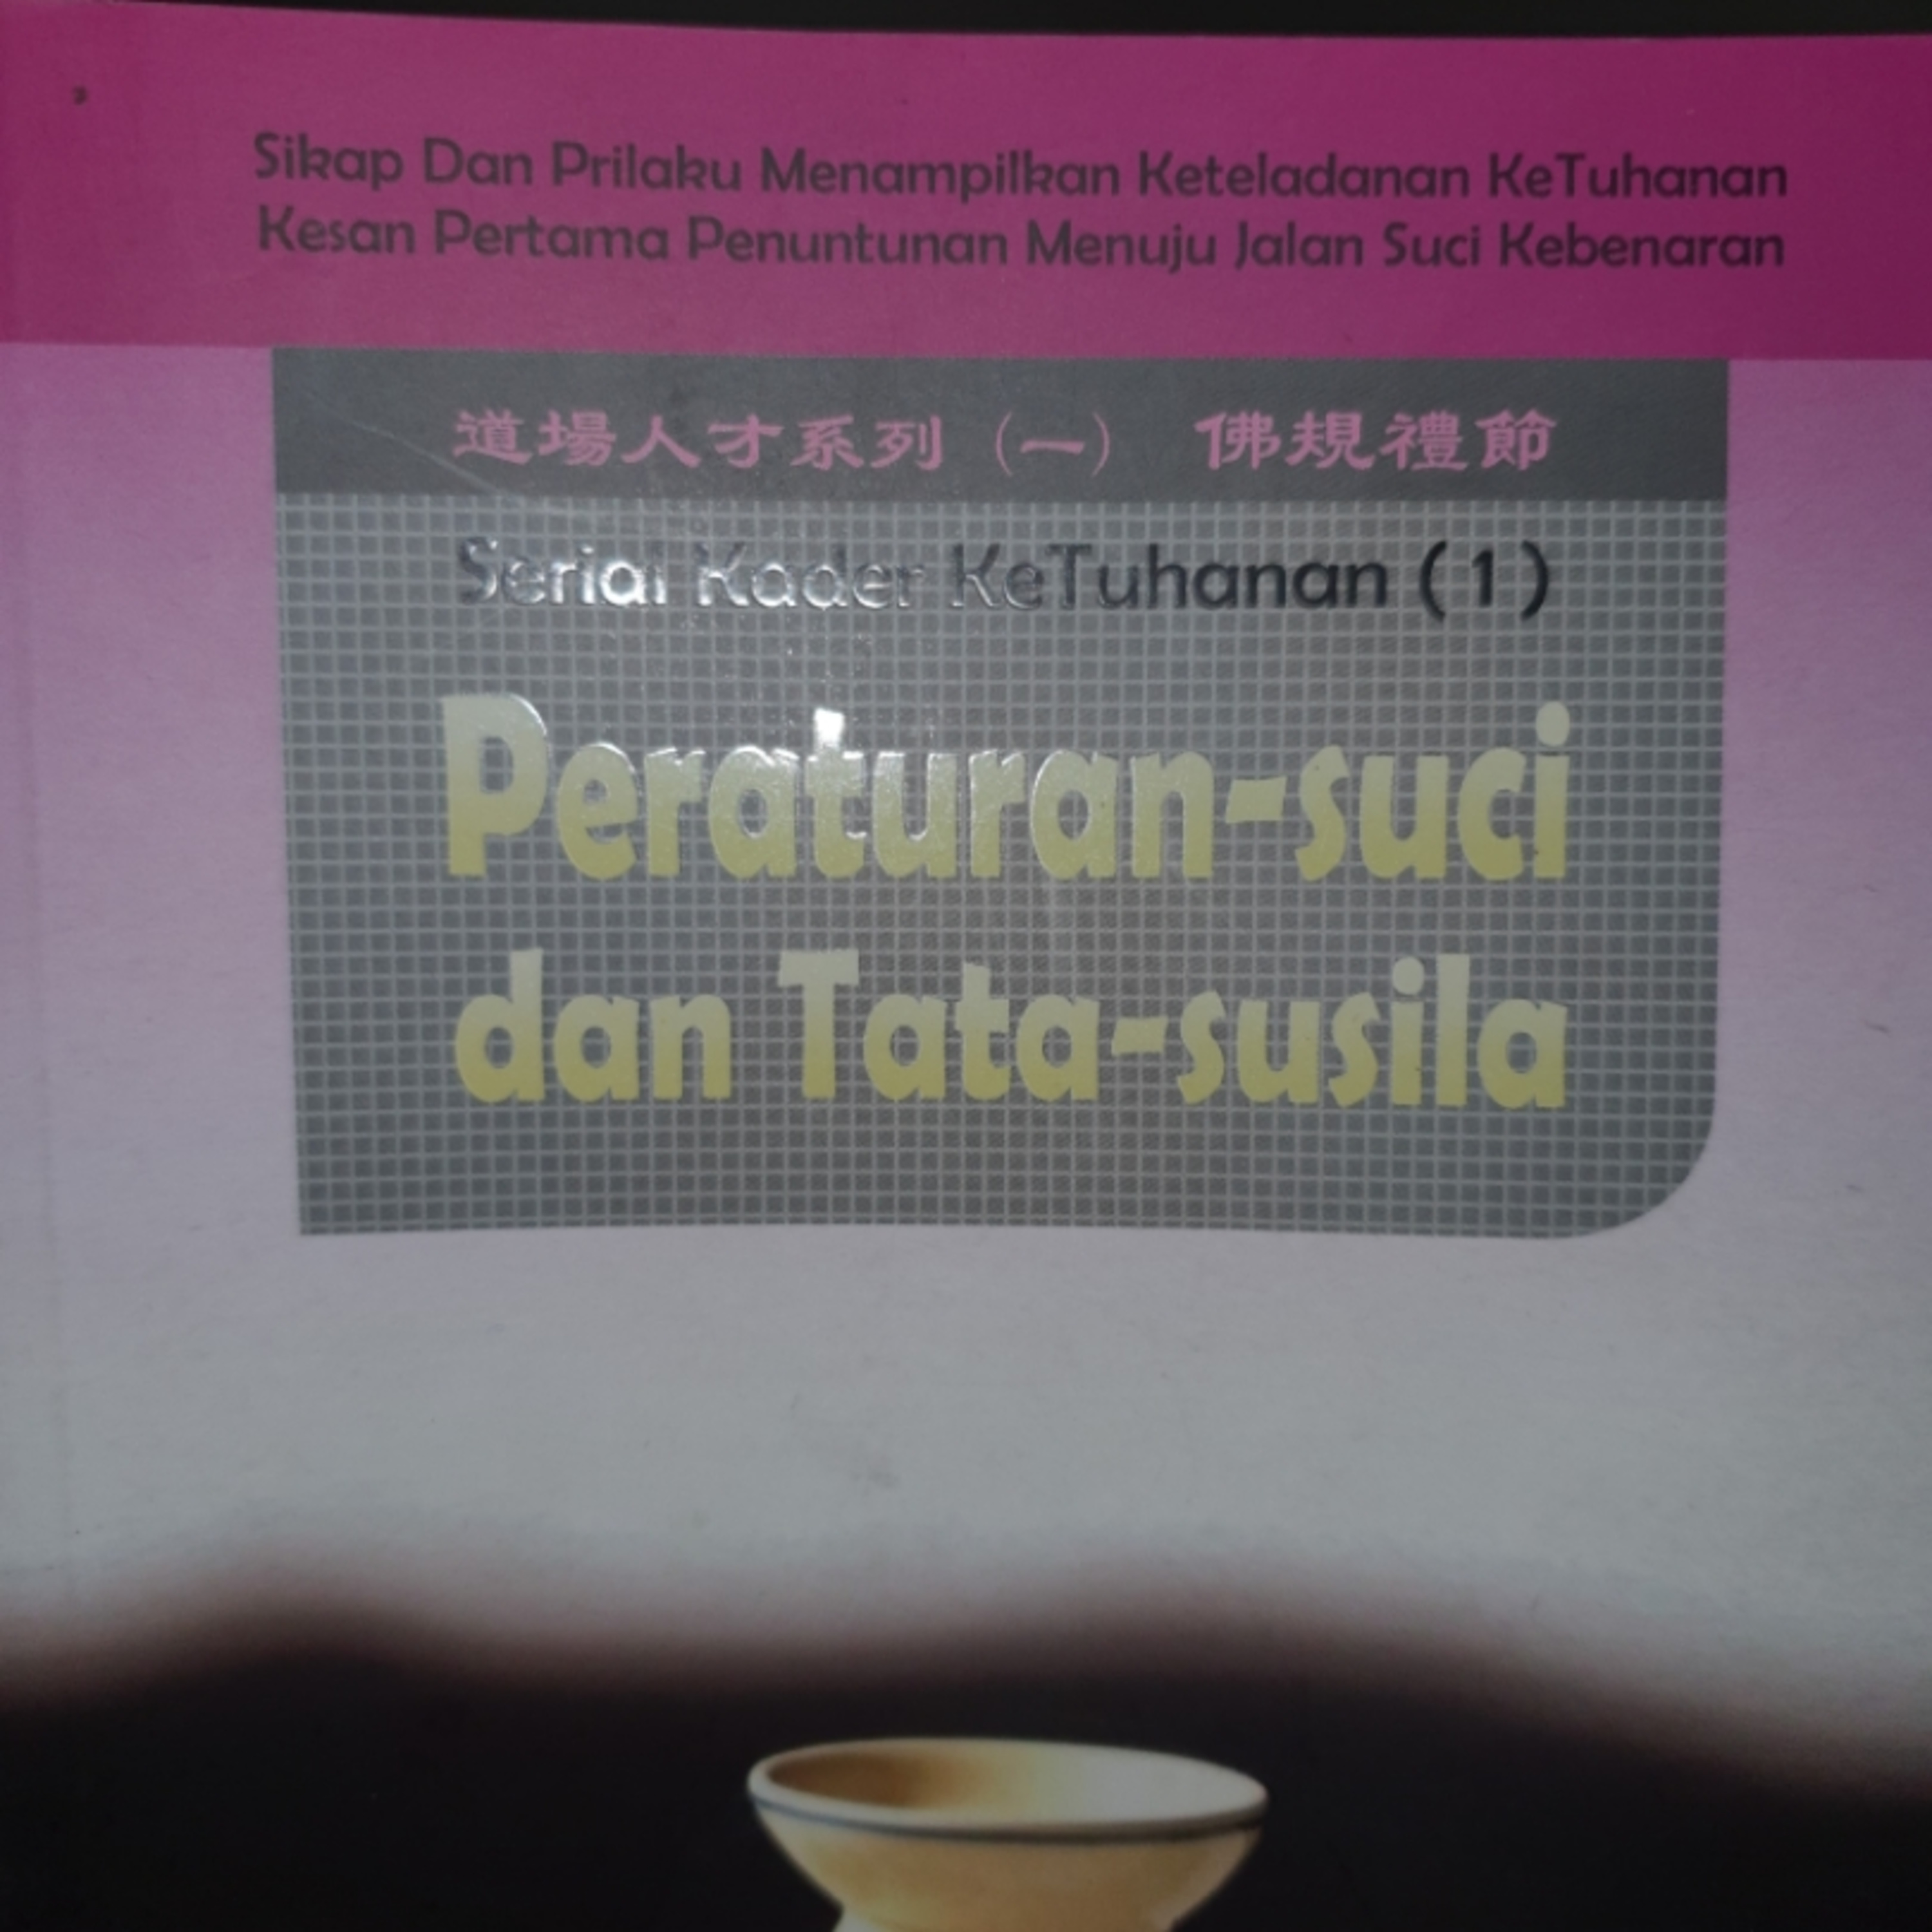 Sikap Dan Prilaku Menampilkan Keteladanan KeTuhanan
Kesan Pertama Penuntunan Menuju Jalan Suci Kebenaran
道場人才系列 (一) 佛規禮節
Serial Kader KeTuhanan (1)
Peraturan-suci
dan Tata-susila